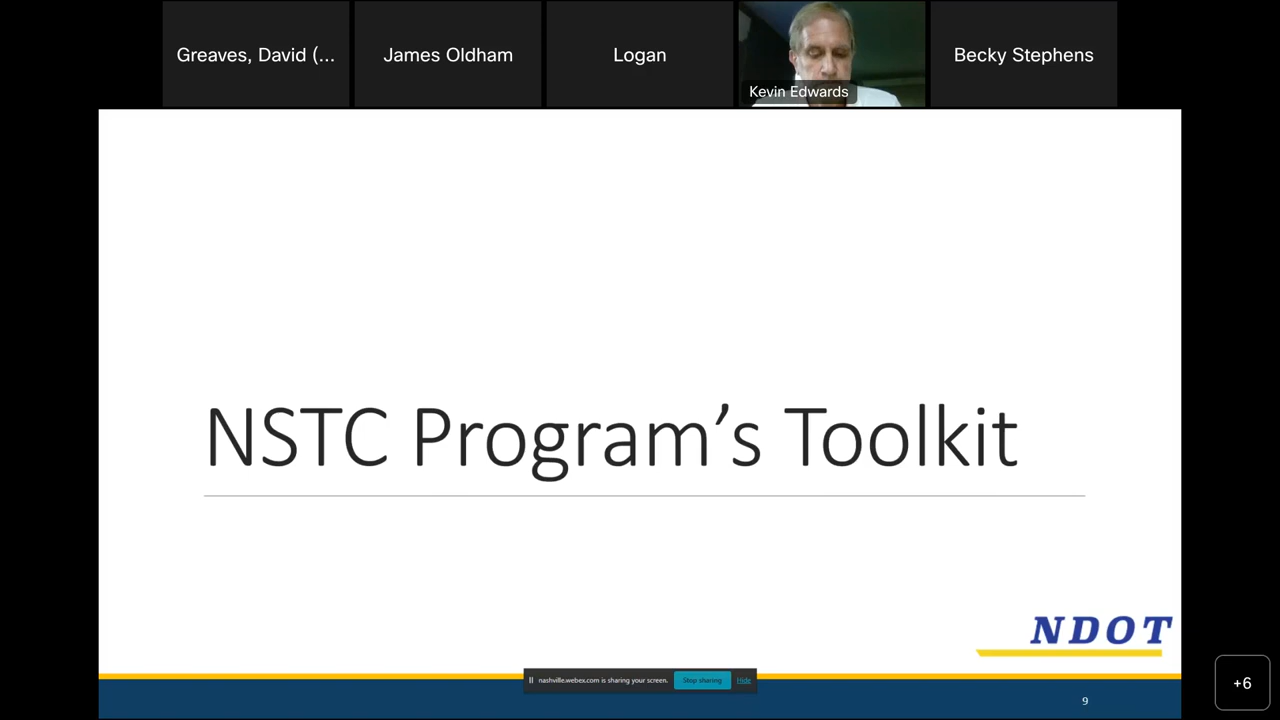 Greaves, David (...
James Oldham
Logan
Kevin Edwards
Becky Stephens
NSTC Program’s Toolkit
NDOT
nashville.webex.com is sharing your screen.
Stop sharing
Hide
9
+6